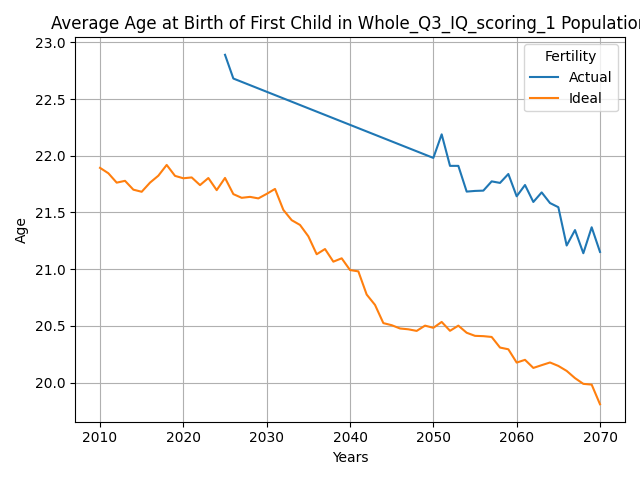 Average Age at Birth of First Child in Whole_Q3_IQ_scoring_1 Population
Fertility
Actual
Ideal
23.0
22.5
22.0
21.5
21.0
20.5
20.0
Age
2010 2020 2030 2040 2050 2060 2070
Years